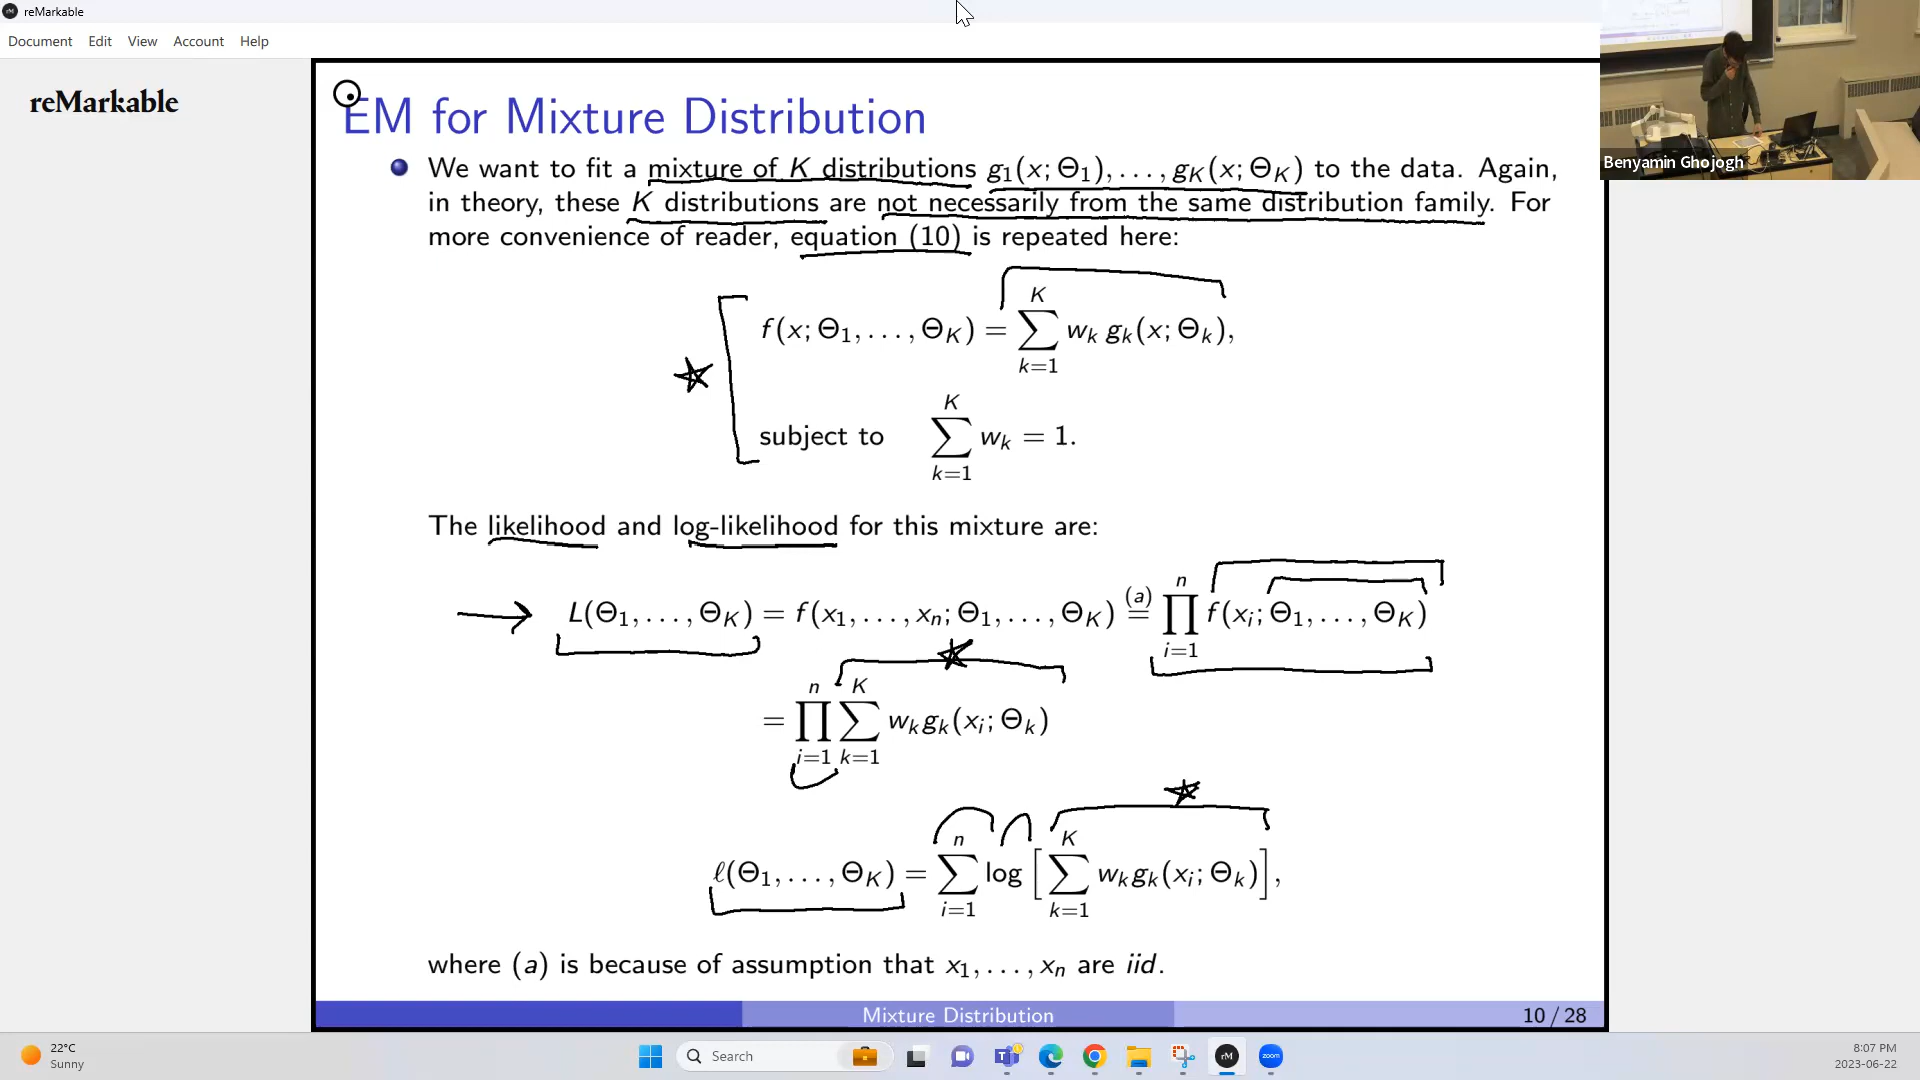 reMarkable
Document Edit View Account Help
reMarkable
Benyamin Ghojogh
EM for Mixture Distribution
We want to fit a mixture of K distributions g₁(x; Θ₁), . . . , g_K(x; Θ_K) to the data. Again,
in theory, these K distributions are not necessarily from the same distribution family. For
more convenience of reader, equation (10) is repeated here:
f(x; Θ₁, . . . , Θ_K) = ∑_{k=1}^{K} w_k g_k(x; Θ_k),
subject to ∑_{k=1}^{K} w_k = 1.
The likelihood and log-likelihood for this mixture are:
L(Θ₁, . . . , Θ_K) = f(x₁, . . . , x_n; Θ₁, . . . , Θ_K) (a)= ∏_{i=1}^{n} f(x_i; Θ₁, . . . , Θ_K)
= ∏_{i=1}^{n} ∑_{k=1}^{K} w_k g_k(x_i; Θ_k)
ℓ(Θ₁, . . . , Θ_K) = ∑_{i=1}^{n} log [∑_{k=1}^{K} w_k g_k(x_i; Θ_k)],
where (a) is because of assumption that x₁, . . . , x_n are iid.
Mixture Distribution 10 / 28
22°C
Sunny
Search
rM
zoom
8:07 PM
2023-06-22